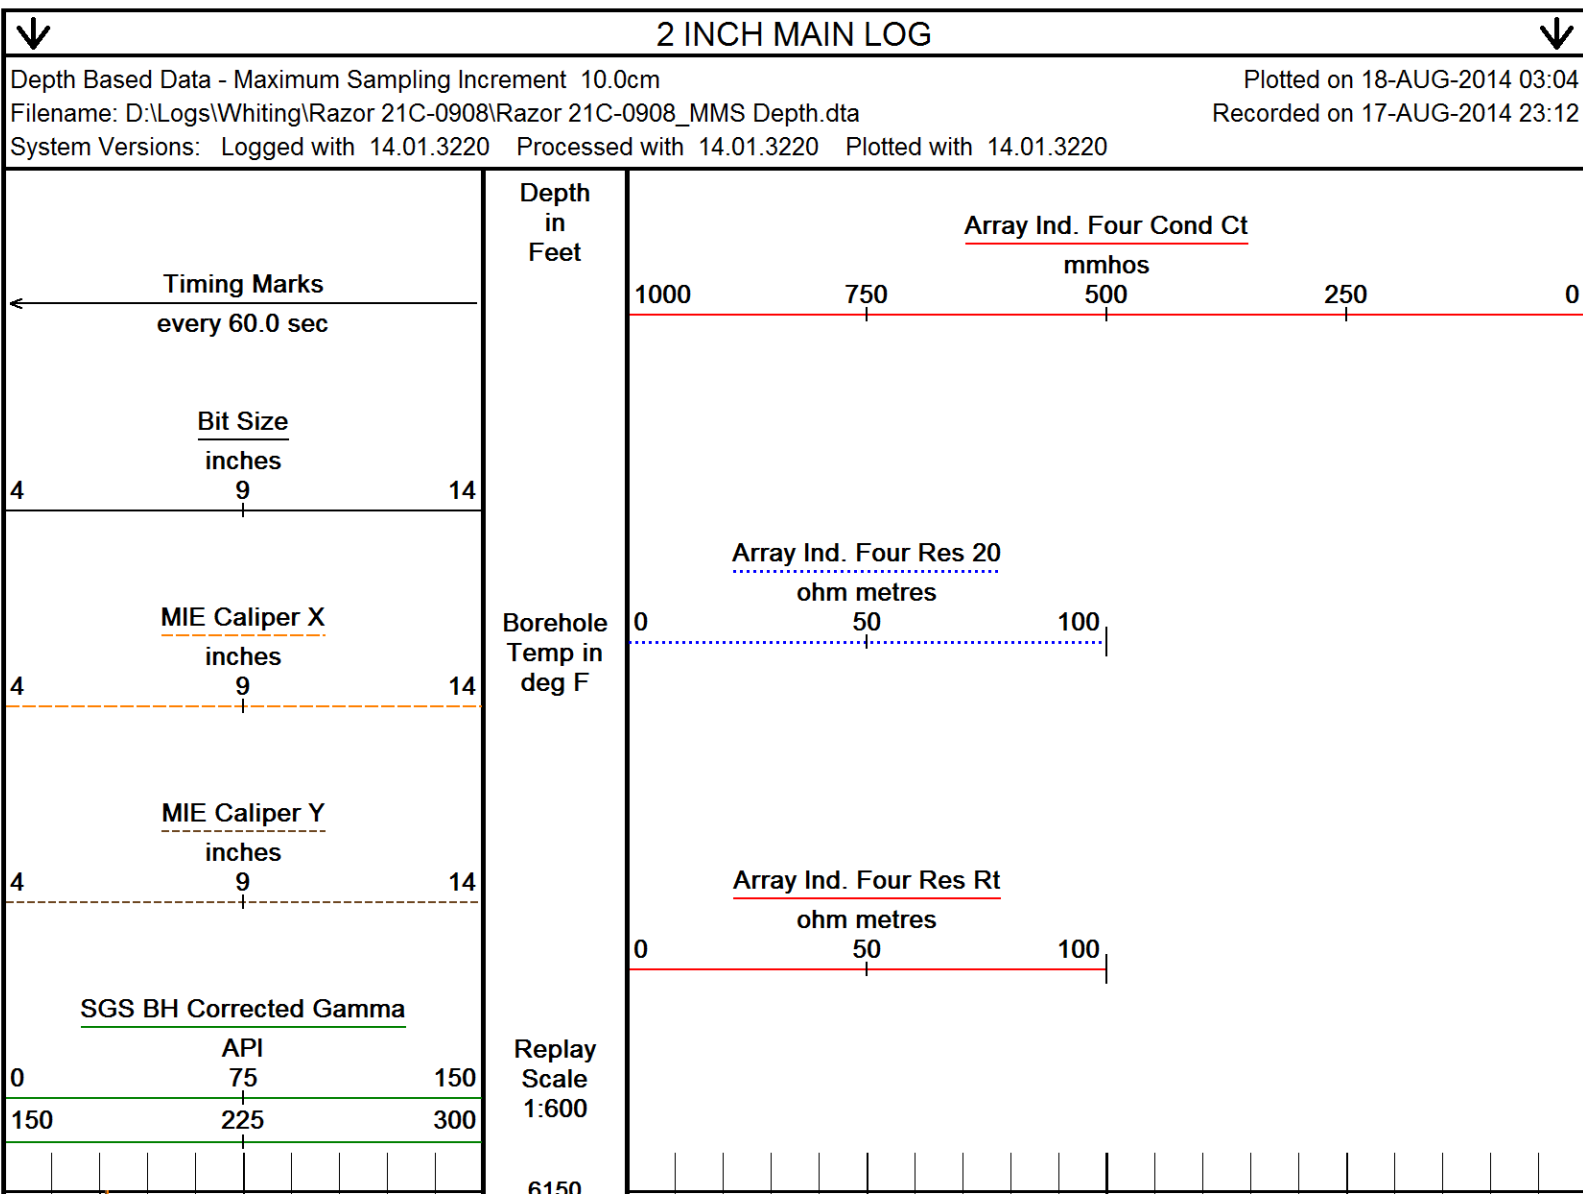 2 INCH MAIN LOG
Depth Based Data - Maximum Sampling Increment 10.0cm
Plotted on 18-AUG-2014 03:04
Filename: D:\Logs\Whiting\Razor 21C-0908\Razor 21C-0908_MMS Depth.dta
Recorded on 17-AUG-2014 23:12
System Versions: Logged with 14.01.3220 Processed with 14.01.3220 Plotted with 14.01.3220
Timing Marks
every 60.0 sec
Bit Size
inches
4 9 14
MIE Caliper X
inches
4 9 14
MIE Caliper Y
inches
4 9 14
SGS BH Corrected Gamma
API
0 75 150
150 225 300
Depth
in
Feet
Borehole
Temp in
deg F
Replay
Scale
1:600
6150
Array Ind. Four Cond Ct
mmhos
1000 750 500 250 0
Array Ind. Four Res 20
ohm metres
0 50 100
Array Ind. Four Res Rt
ohm metres
0 50 100